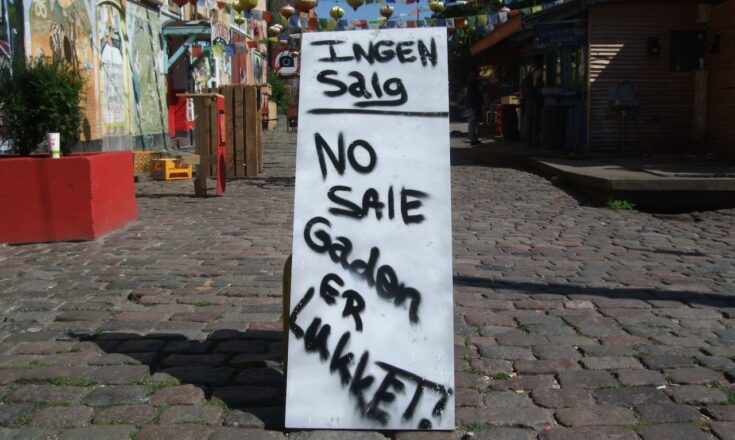 INGEN
Salg
NO
SALE
Gaden
ER
LUKKET!